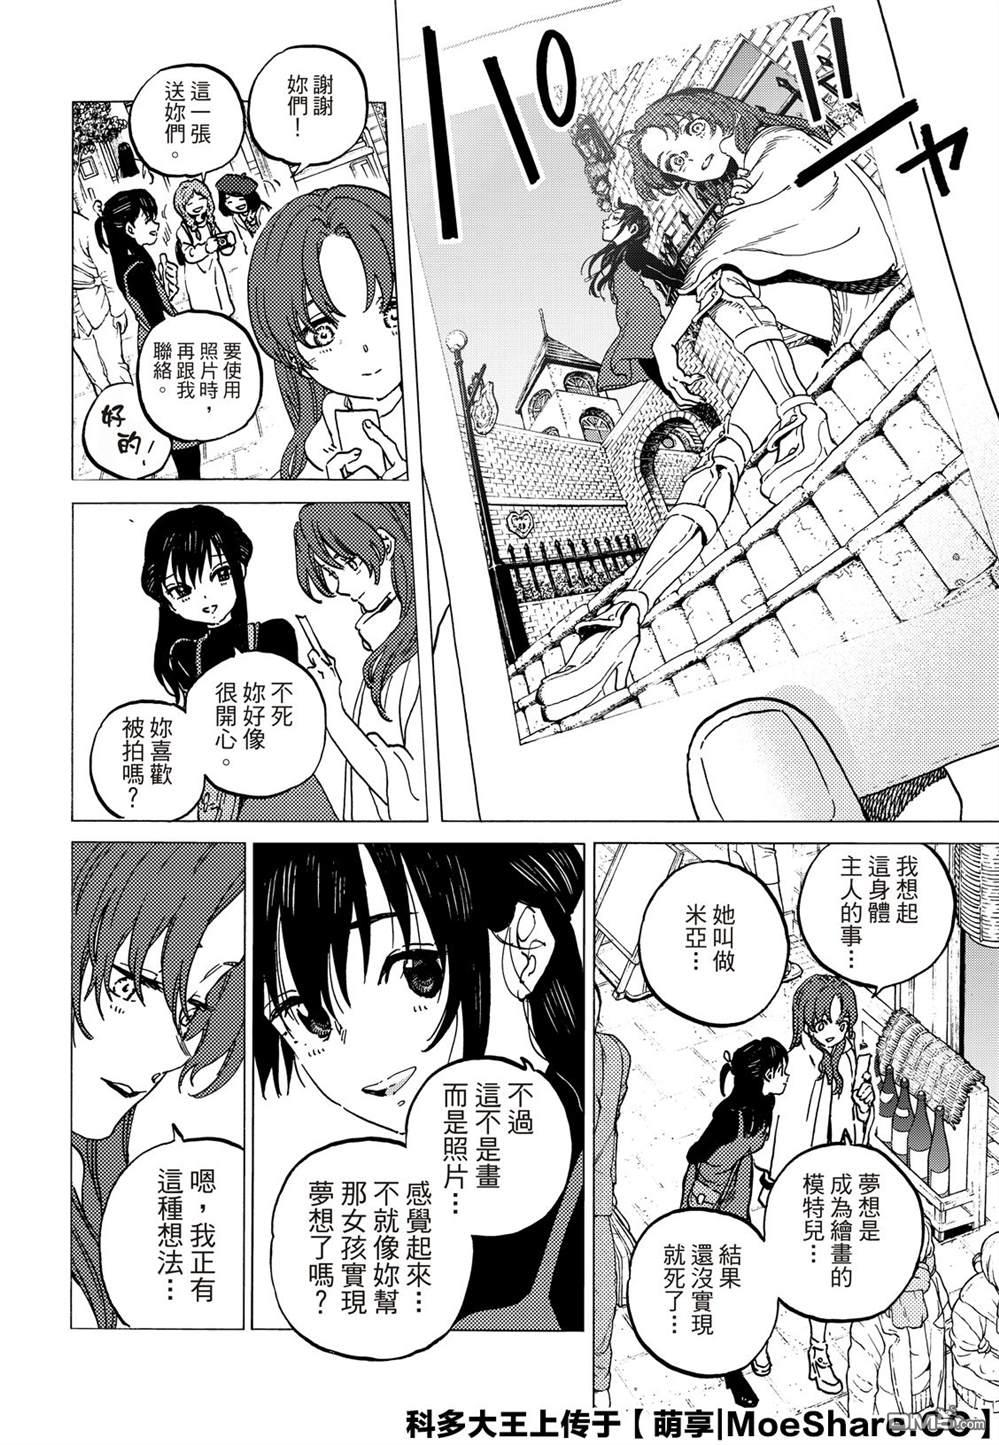 謝謝
妳們！
這一張
送妳們。
要使用
照片時，
再跟我
聯絡。
好
的！
不死
妳好像
很開心。
妳喜歡
被拍嗎？
我想起
這身體
主人的事…
她叫做
米亞…
夢想是
成為繪畫的
模特兒…
結果
還沒實現
就死了…
不過
這不是畫
而是照片…
感覺起來…
不就像妳幫
那女孩實現
夢想了嗎？
嗯，我正有
這種想法…
科多大王上传于【萌享|MoeShare.CC】